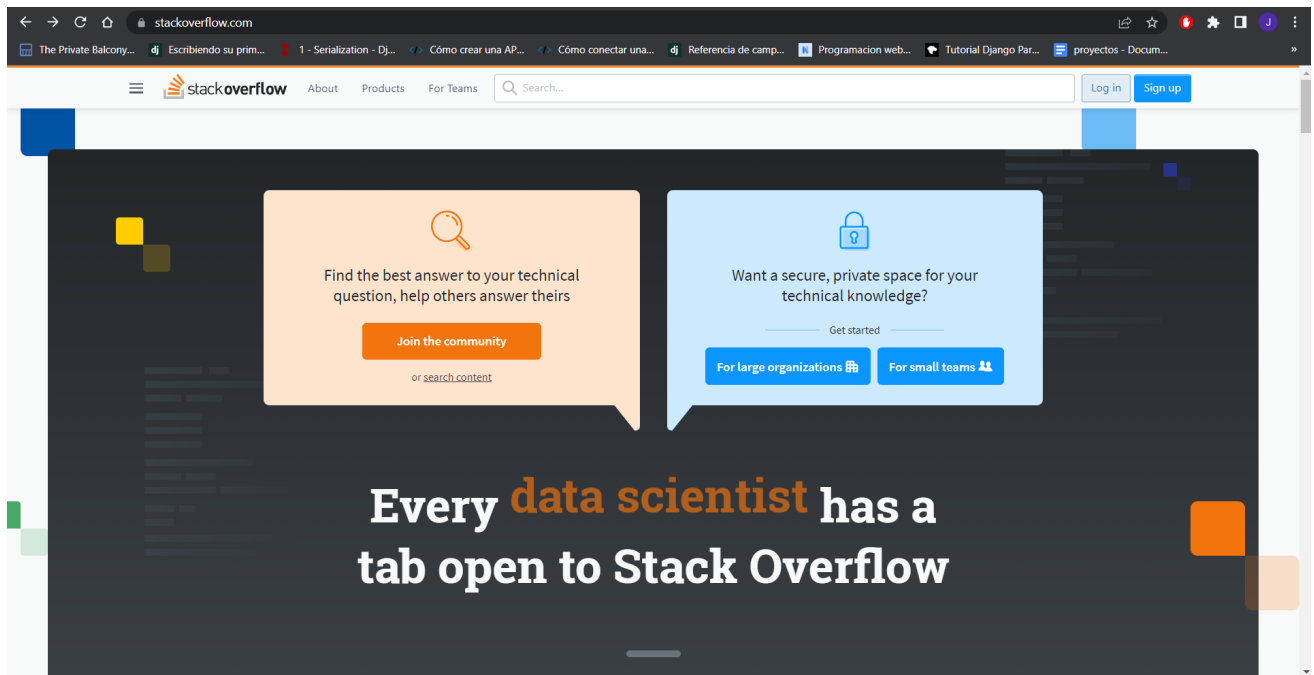 stackoverflow.com
J
The Private Balcony... dj Escribiendo su prim... 1 - Serialization - Dj... Cómo crear una AP... Cómo conectar una... dj Referencia de camp... N Programacion web... Tutorial Django Par... proyectos - Docum... »
stack overflow About Products For Teams Search... Log in Sign up
Find the best answer to your technical
question, help others answer theirs
Join the community
or search content
Want a secure, private space for your
technical knowledge?
Get started
For large organizations For small teams
Every data scientist has a
tab open to Stack Overflow